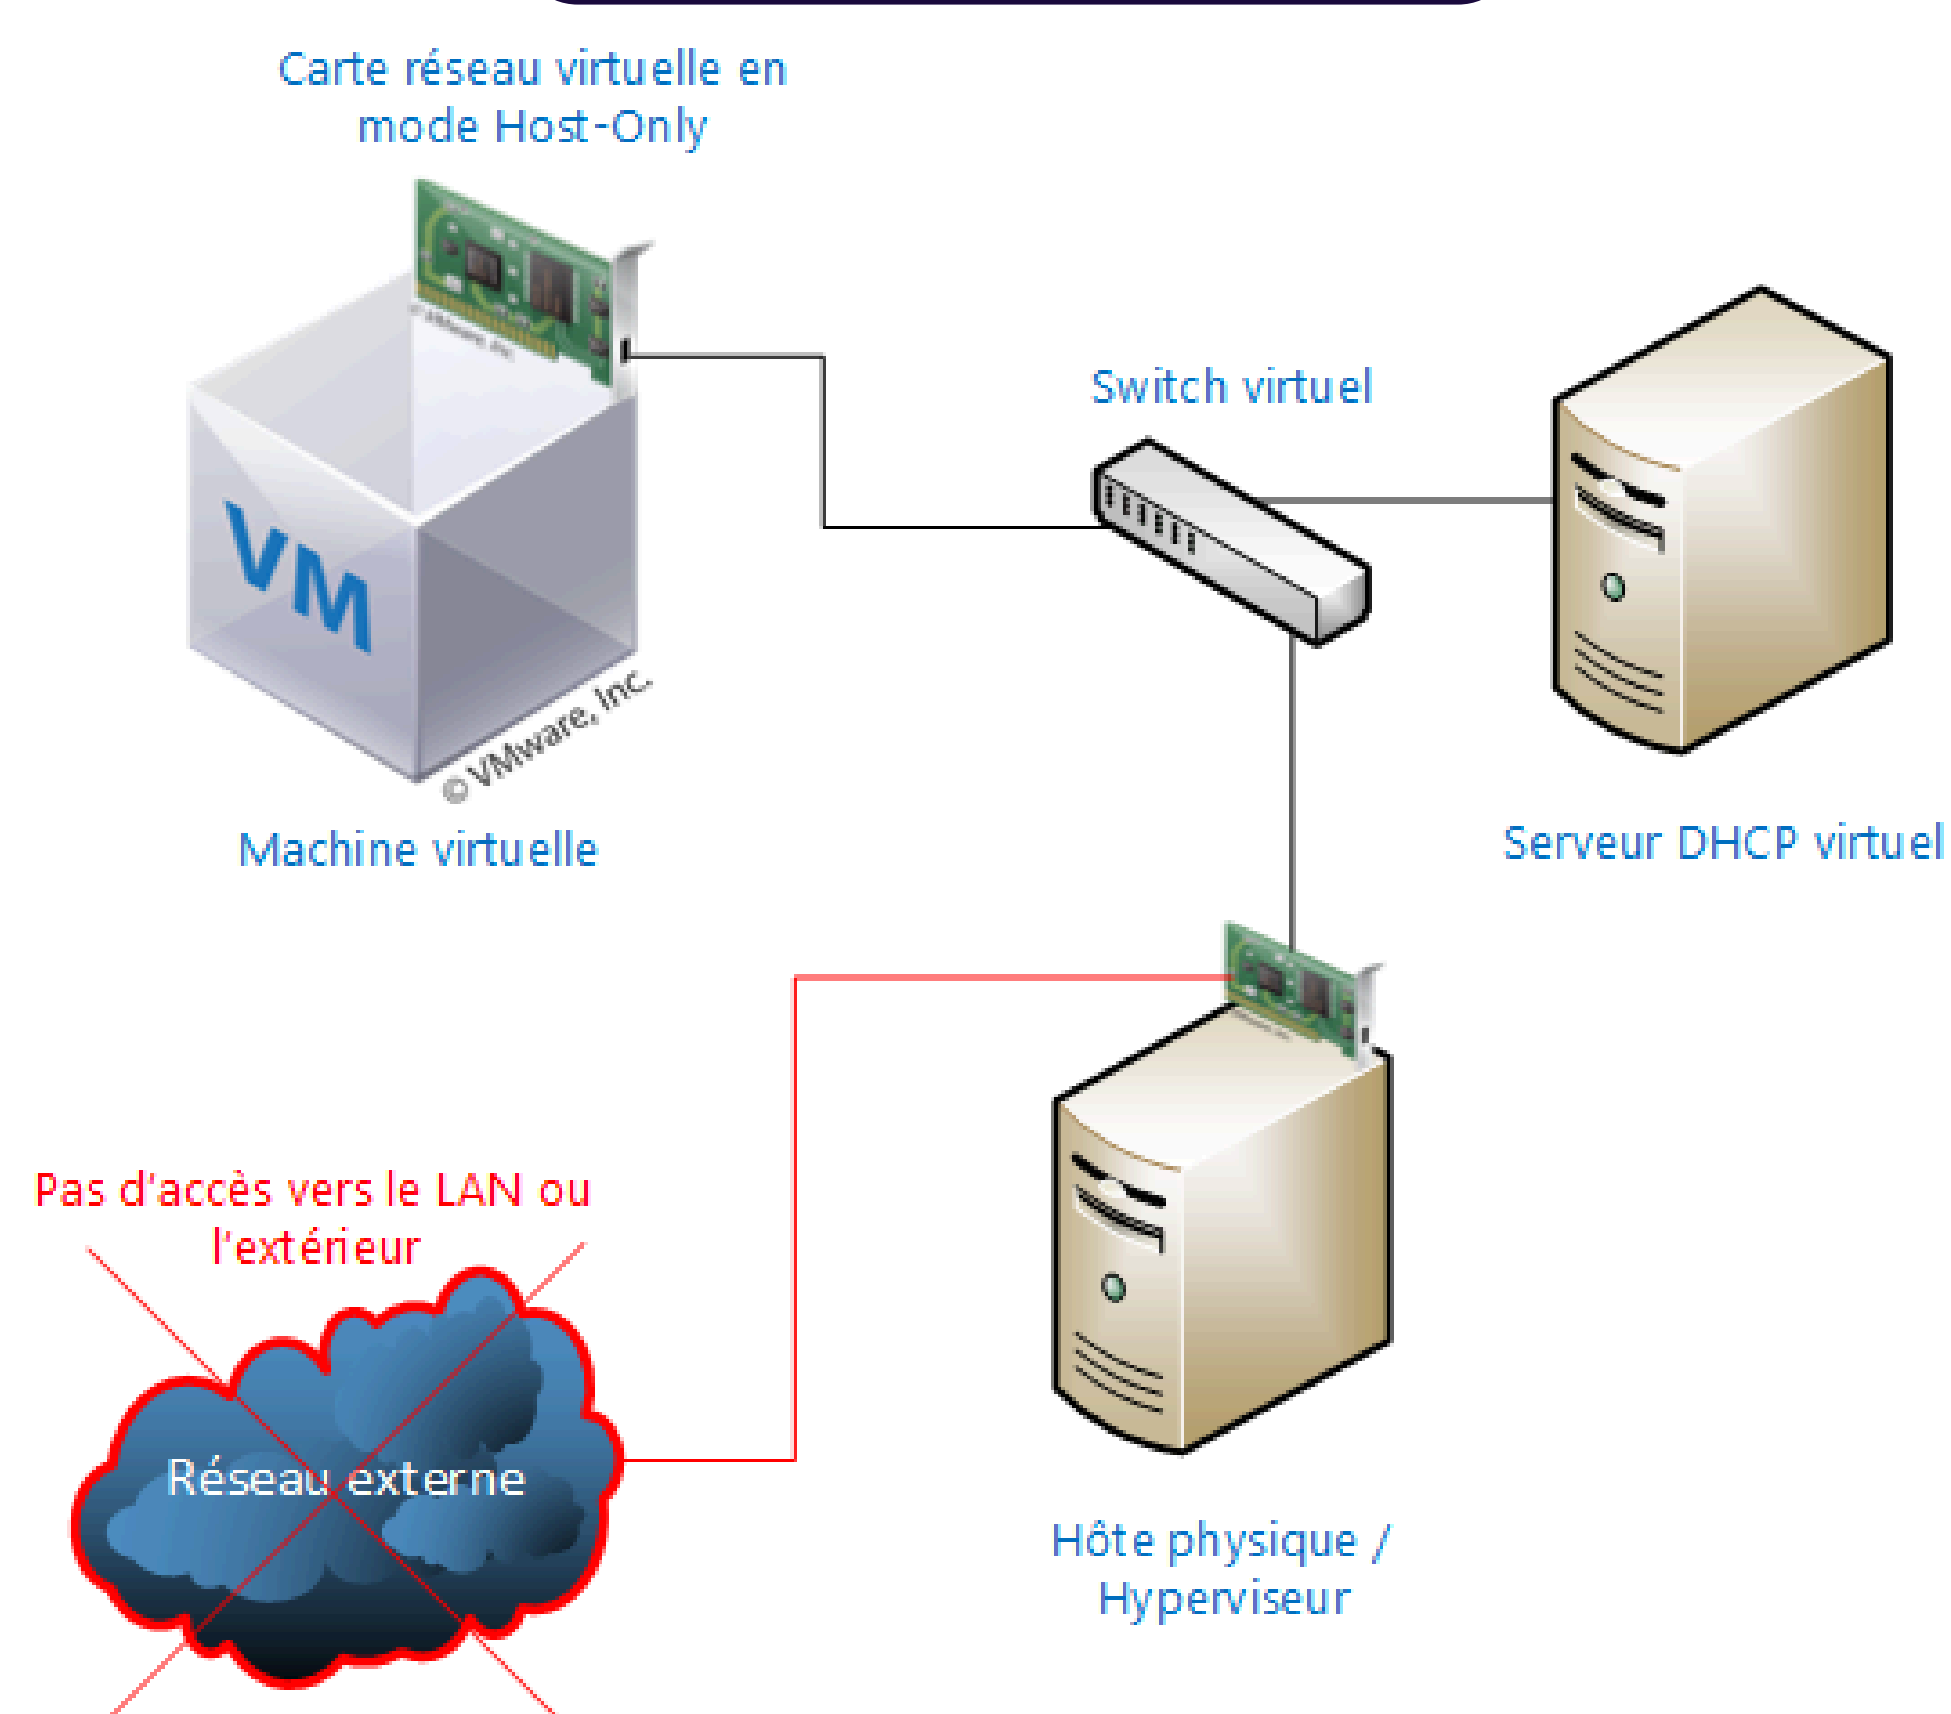 Carte réseau virtuelle en
mode Host-Only
Switch virtuel
VM
© VMware, Inc.
Machine virtuelle
Serveur DHCP virtuel
Pas d'accès vers le LAN ou
l'extérieur
Réseau externe
Hôte physique /
Hyperviseur